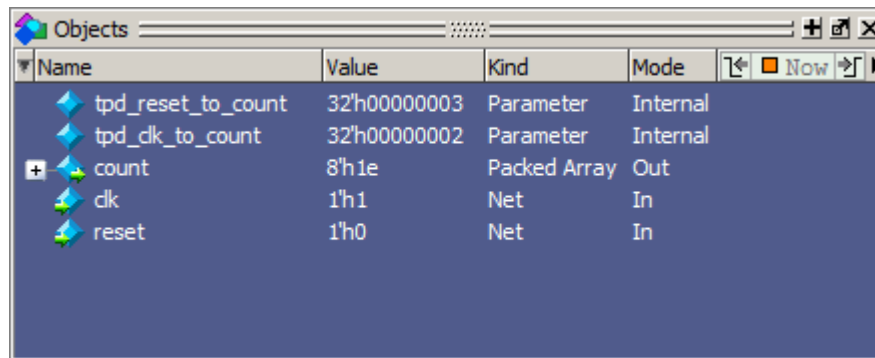 Objects
Name Value Kind Mode Now
tpd_reset_to_count 32'h00000003 Parameter Internal
tpd_clk_to_count 32'h00000002 Parameter Internal
count 8'h1e Packed Array Out
clk 1'h1 Net In
reset 1'h0 Net In